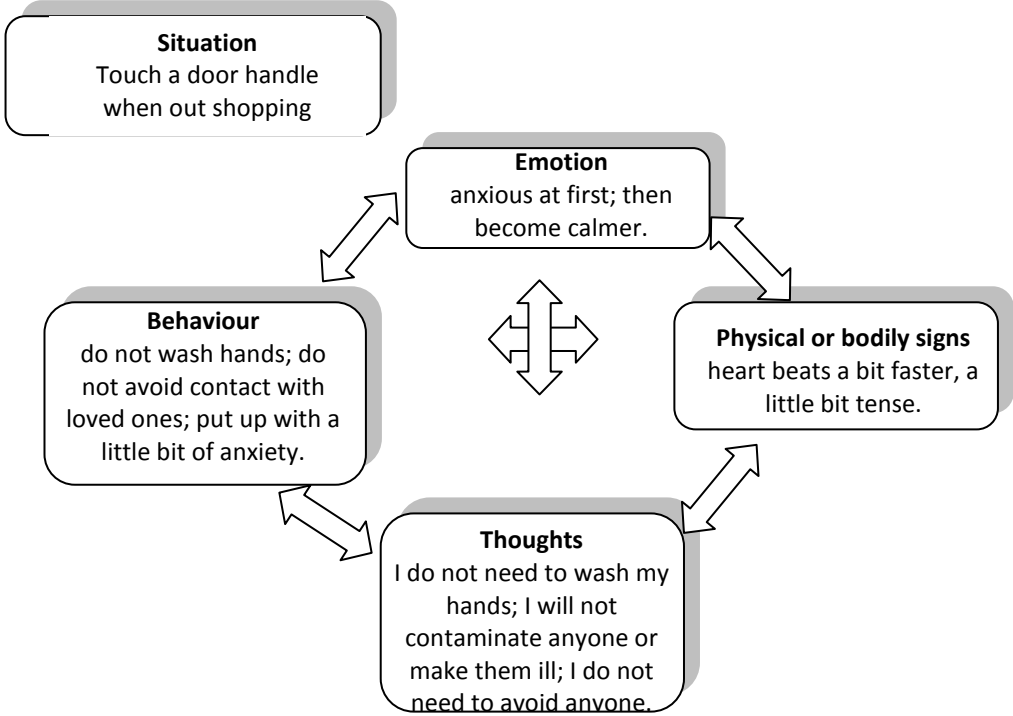 Situation
Touch a door handle
when out shopping
Emotion
anxious at first; then
become calmer.
Behaviour
do not wash hands; do
not avoid contact with
loved ones; put up with a
little bit of anxiety.
Physical or bodily signs
heart beats a bit faster, a
little bit tense.
Thoughts
I do not need to wash my
hands; I will not
contaminate anyone or
make them ill; I do not
need to avoid anyone.